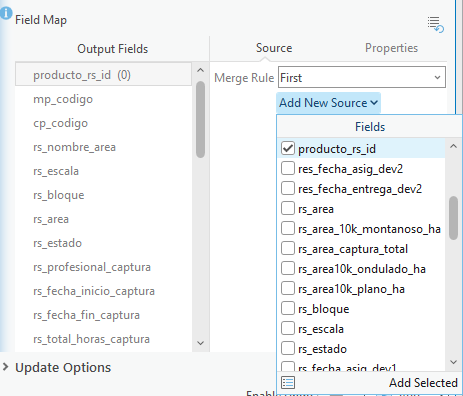 Field Map
Output Fields
Source
Properties
producto_rs_id (0)
mp_codigo
cp_codigo
rs_nombre_area
rs_escala
rs_bloque
rs_area
rs_estado
rs_profesional_captura
rs_fecha_inicio_captura
rs_fecha_fin_captura
rs_total_horas_captura
Merge Rule
First
Add New Source
Fields
producto_rs_id
res_fecha_asig_dev2
res_fecha_entrega_dev2
rs_area
rs_area_10k_montanoso_ha
rs_area_captura_total
rs_area10k_ondulado_ha
rs_area10k_plano_ha
rs_bloque
rs_escala
rs_estado
rs_fecha_asig_dev1
Add Selected
Update Options